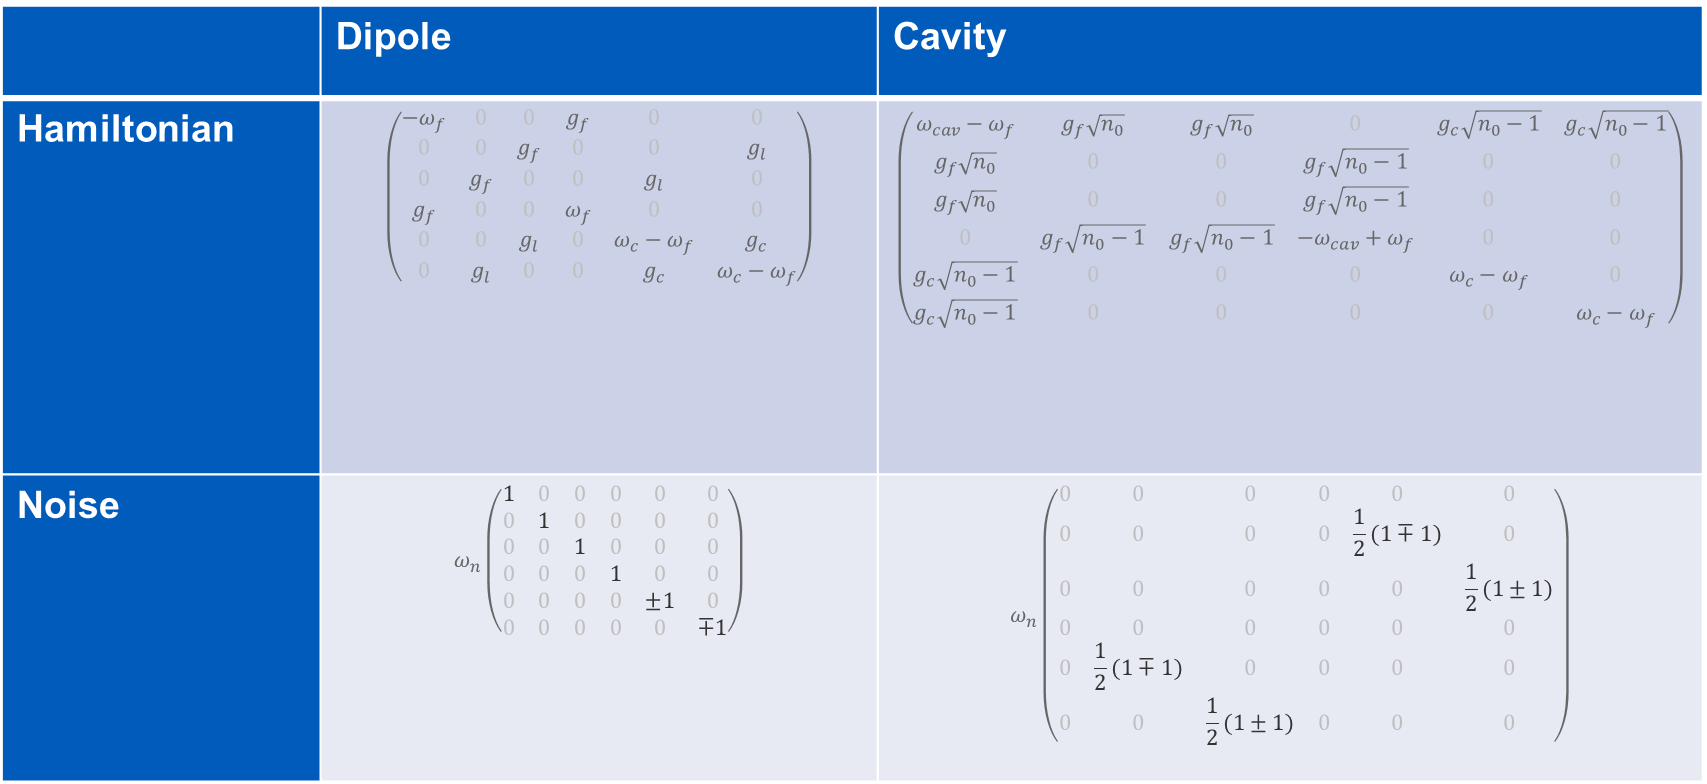 Dipole Cavity
Hamiltonian
−ω_f 0 0 g_f 0 0
0 0 g_f 0 0 g_l
0 g_f 0 0 g_l 0
g_f 0 0 ω_f 0 0
0 0 g_l 0 ω_c − ω_f g_c
0 g_l 0 0 g_c ω_c − ω_f
ω_cav − ω_f g_f√n_0 g_f√n_0 0 g_c√(n_0 − 1) g_c√(n_0 − 1)
g_f√n_0 0 0 g_f√(n_0 − 1) 0 0
g_f√n_0 0 0 g_f√(n_0 − 1) 0 0
0 g_f√(n_0 − 1) g_f√(n_0 − 1) −ω_cav + ω_f 0 0
g_c√(n_0 − 1) 0 0 0 ω_c − ω_f 0
g_c√(n_0 − 1) 0 0 0 0 ω_c − ω_f
Noise
ω_n
1 0 0 0 0 0
0 1 0 0 0 0
0 0 1 0 0 0
0 0 0 1 0 0
0 0 0 0 ±1 0
0 0 0 0 0 ∓1
ω_n
0 0 0 0 0 0
0 0 0 0 1/2 (1 ∓ 1) 0
0 0 0 0 0 1/2 (1 ± 1)
0 0 0 0 0 0
0 1/2 (1 ∓ 1) 0 0 0 0
0 0 1/2 (1 ± 1) 0 0 0